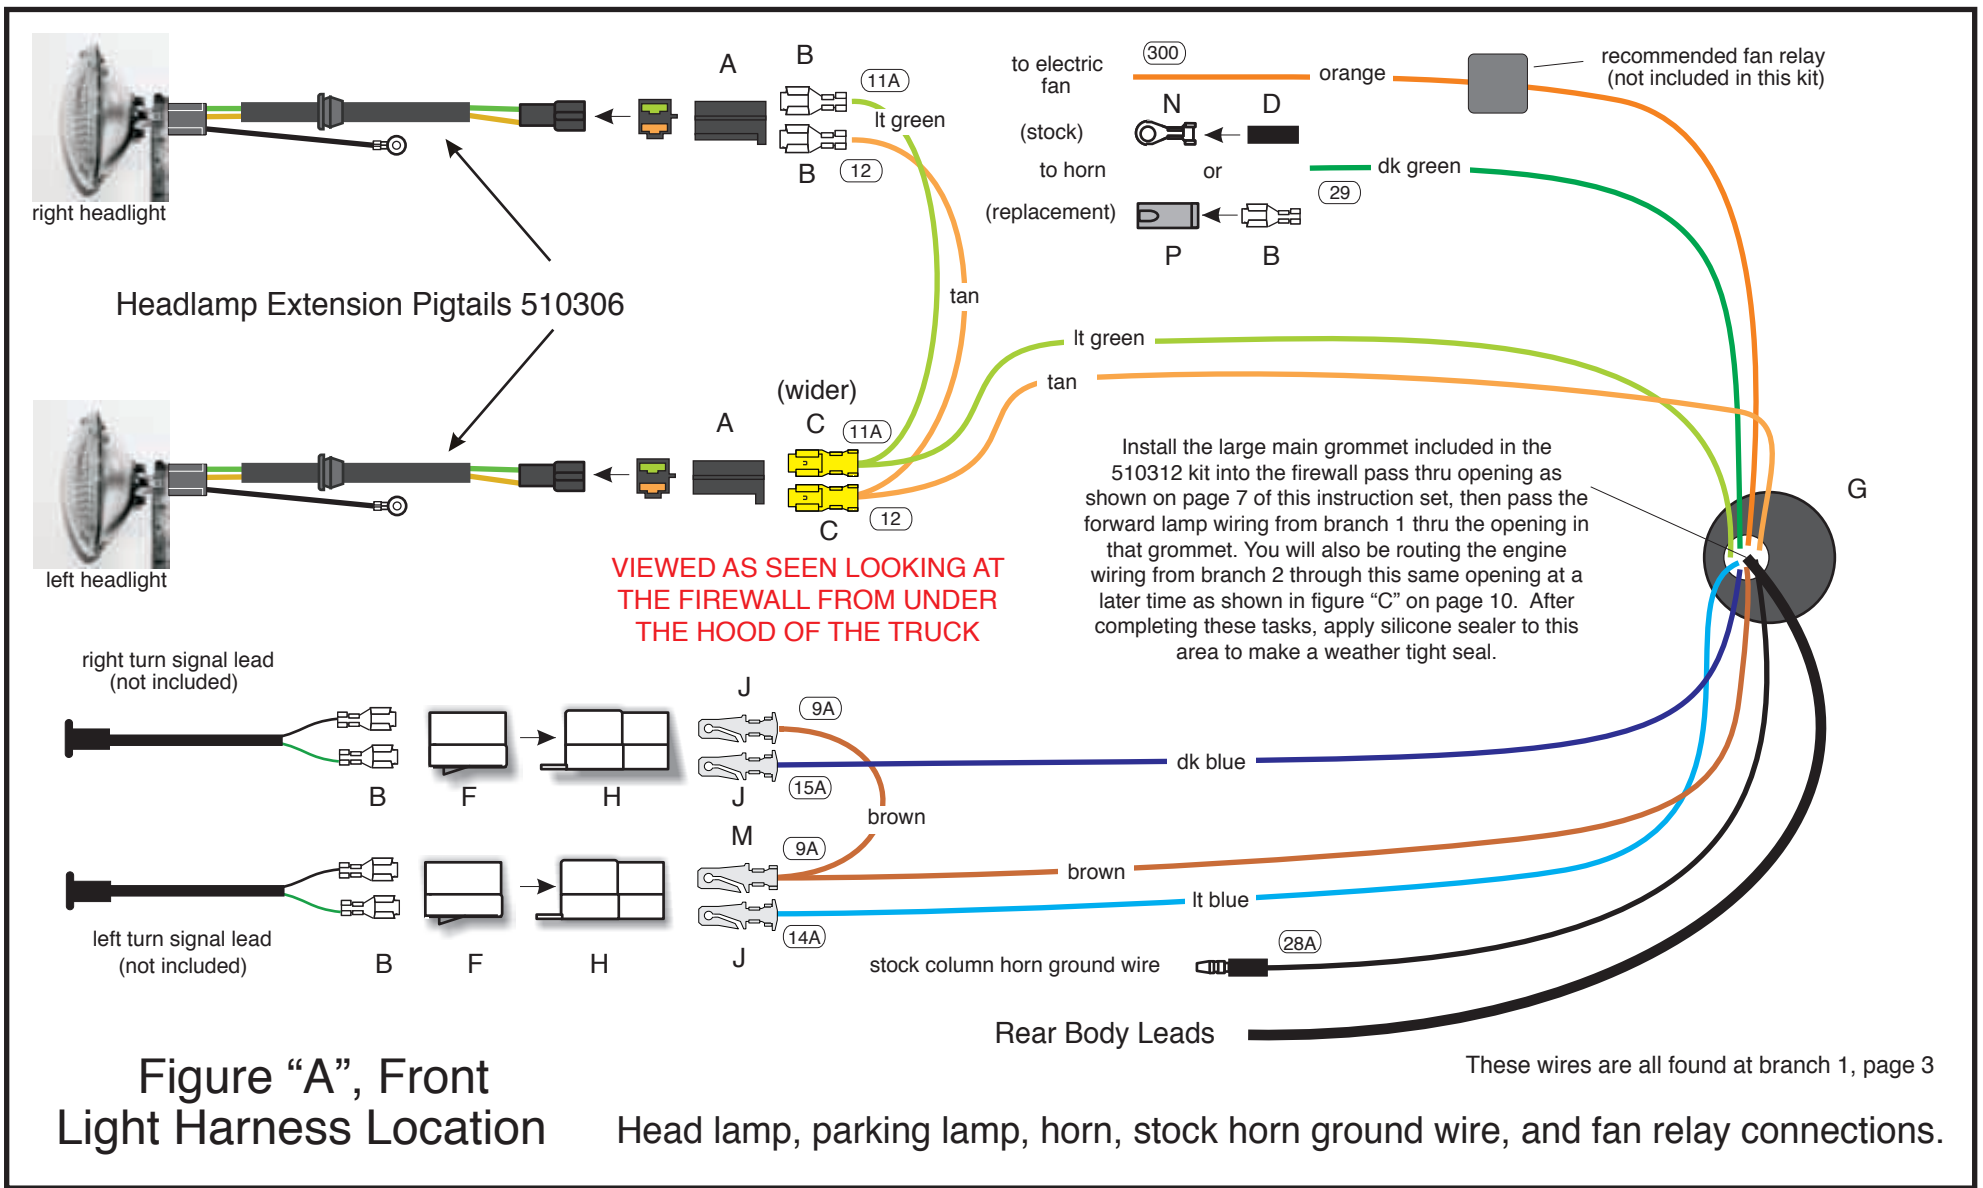 A
B
11A
lt green
B
12
right headlight
to electric
fan
300
orange
recommended fan relay
(not included in this kit)
N
D
(stock)
to horn
or
dk green
29
(replacement)
P
B
Headlamp Extension Pigtails 510306
tan
lt green
tan
(wider)
A
C
11A
C
12
left headlight
VIEWED AS SEEN LOOKING AT
THE FIREWALL FROM UNDER
THE HOOD OF THE TRUCK
Install the large main grommet included in the
510312 kit into the firewall pass thru opening as
shown on page 7 of this instruction set, then pass the
forward lamp wiring from branch 1 thru the opening in
that grommet. You will also be routing the engine
wiring from branch 2 through this same opening at a
later time as shown in figure “C” on page 10.  After
completing these tasks, apply silicone sealer to this
area to make a weather tight seal.
G
right turn signal lead
(not included)
B
F
H
J
9A
J
15A
dk blue
brown
M
9A
brown
lt blue
14A
J
left turn signal lead
(not included)
B
F
H
stock column horn ground wire
28A
Rear Body Leads
These wires are all found at branch 1, page 3
Figure “A”, Front
Light Harness Location
Head lamp, parking lamp, horn, stock horn ground wire, and fan relay connections.